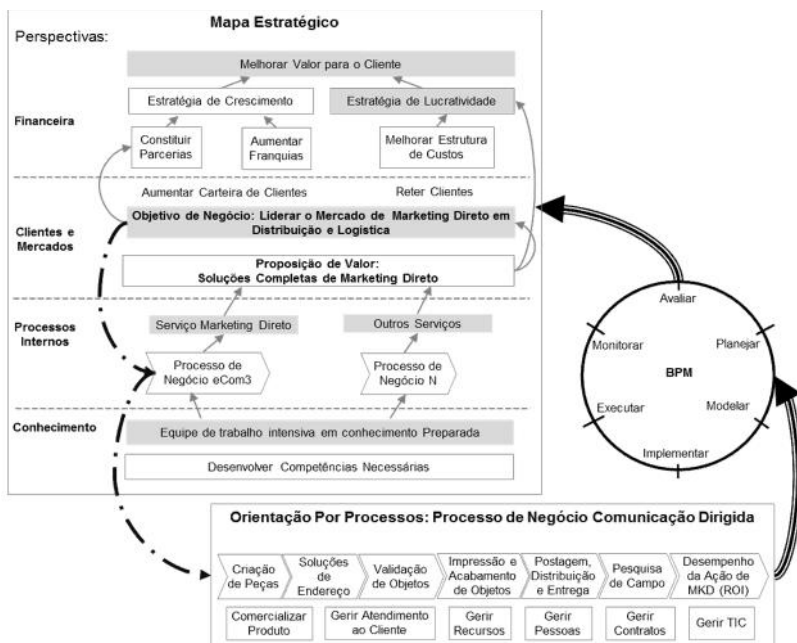 Mapa Estratégico
Perspectivas:
Melhorar Valor para o Cliente
Estratégia de Crescimento
Estratégia de Lucratividade
Financeira
Constituir
Parcerias
Aumentar
Franquias
Melhorar Estrutura
de Custos
Aumentar Carteira de Clientes
Reter Clientes
Clientes e
Mercados
Objetivo de Negócio: Liderar o Mercado de Marketing Direto em
Distribuição e Logistica
Proposição de Valor:
Soluções Completas de Marketing Direto
Processos
Internos
Serviço Marketing Direto
Outros Serviços
Processo de
Negócio eCom3
Processo de
Negócio N
Conhecimento
Equipe de trabalho intensiva em conhecimento Preparada
Desenvolver Competências Necessárias
Avaliar
Planejar
Modelar
Implementar
Executar
Monitorar
BPM
Orientação Por Processos: Processo de Negócio Comunicação Dirigida
Criação
de Peças
Soluções
de
Endereço
Validação
de Objetos
Impressão e
Acabamento
de Objetos
Postagem,
Distribuição
e Entrega
Pesquisa
de Campo
Desempenho
da Ação de
MKD (ROI)
Comercializar
Produto
Gerir Atendimento
ao Cliente
Gerir
Recursos
Gerir
Pessoas
Gerir
Contratos
Gerir TIC